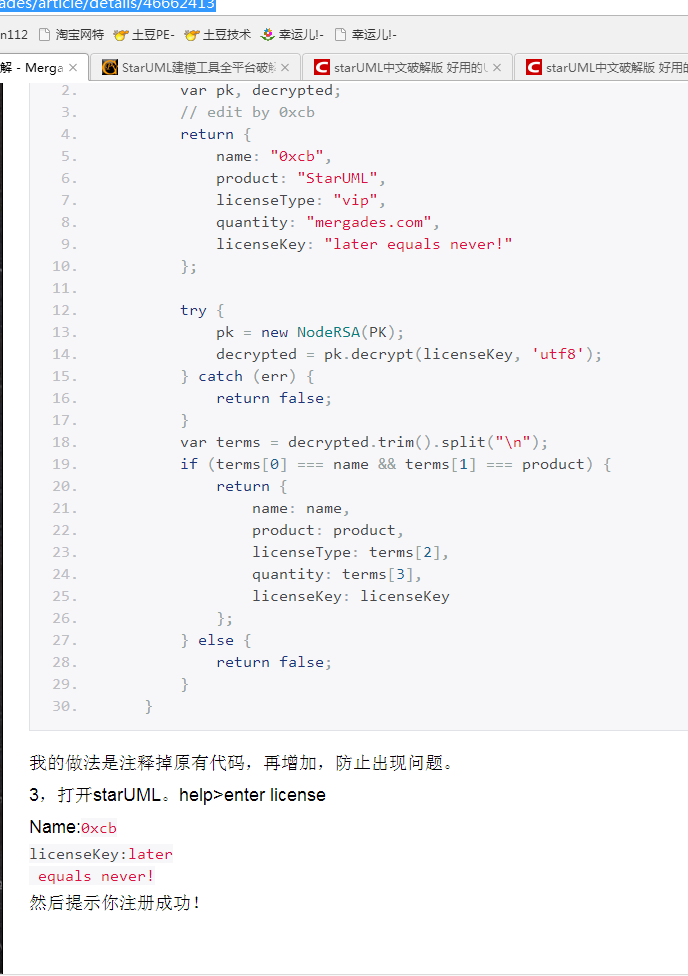 ades/article/details/46662413
n112 淘宝网特 土豆PE- 土豆技术 幸运儿!- 幸运儿!-
解 - Merga StarUML建模工具全平台破解 starUML中文破解版 好用的U starUML中文破解版 好用的
2. var pk, decrypted;
3. // edit by 0xcb
4. return {
5. name: "0xcb",
6. product: "StarUML",
7. licenseType: "vip",
8. quantity: "mergades.com",
9. licenseKey: "later equals never!"
10. };
11.
12. try {
13. pk = new NodeRSA(PK);
14. decrypted = pk.decrypt(licenseKey, 'utf8');
15. } catch (err) {
16. return false;
17. }
18. var terms = decrypted.trim().split("\n");
19. if (terms[0] === name && terms[1] === product) {
20. return {
21. name: name,
22. product: product,
23. licenseType: terms[2],
24. quantity: terms[3],
25. licenseKey: licenseKey
26. };
27. } else {
28. return false;
29. }
30. }
我的做法是注释掉原有代码，再增加，防止出现问题。
3，打开starUML。help>enter license
Name:0xcb
licenseKey:later
equals never!
然后提示你注册成功！